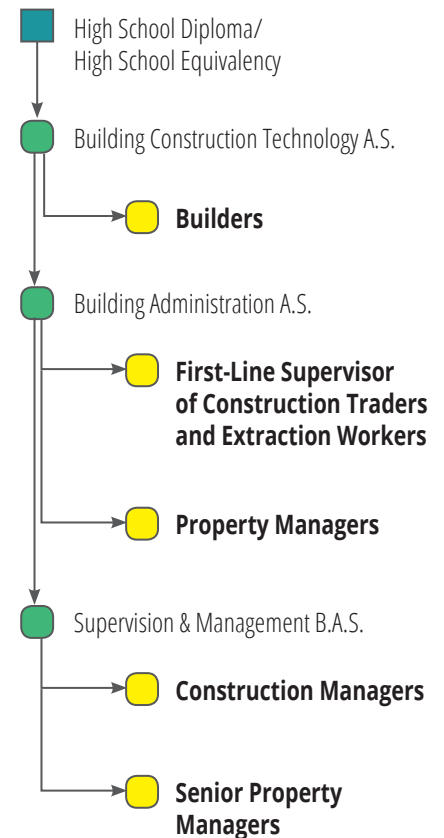 High School Diploma/
High School Equivalency
Building Construction Technology A.S.
Builders
Building Administration A.S.
First-Line Supervisor
of Construction Traders
and Extraction Workers
Property Managers
Supervision & Management B.A.S.
Construction Managers
Senior Property
Managers